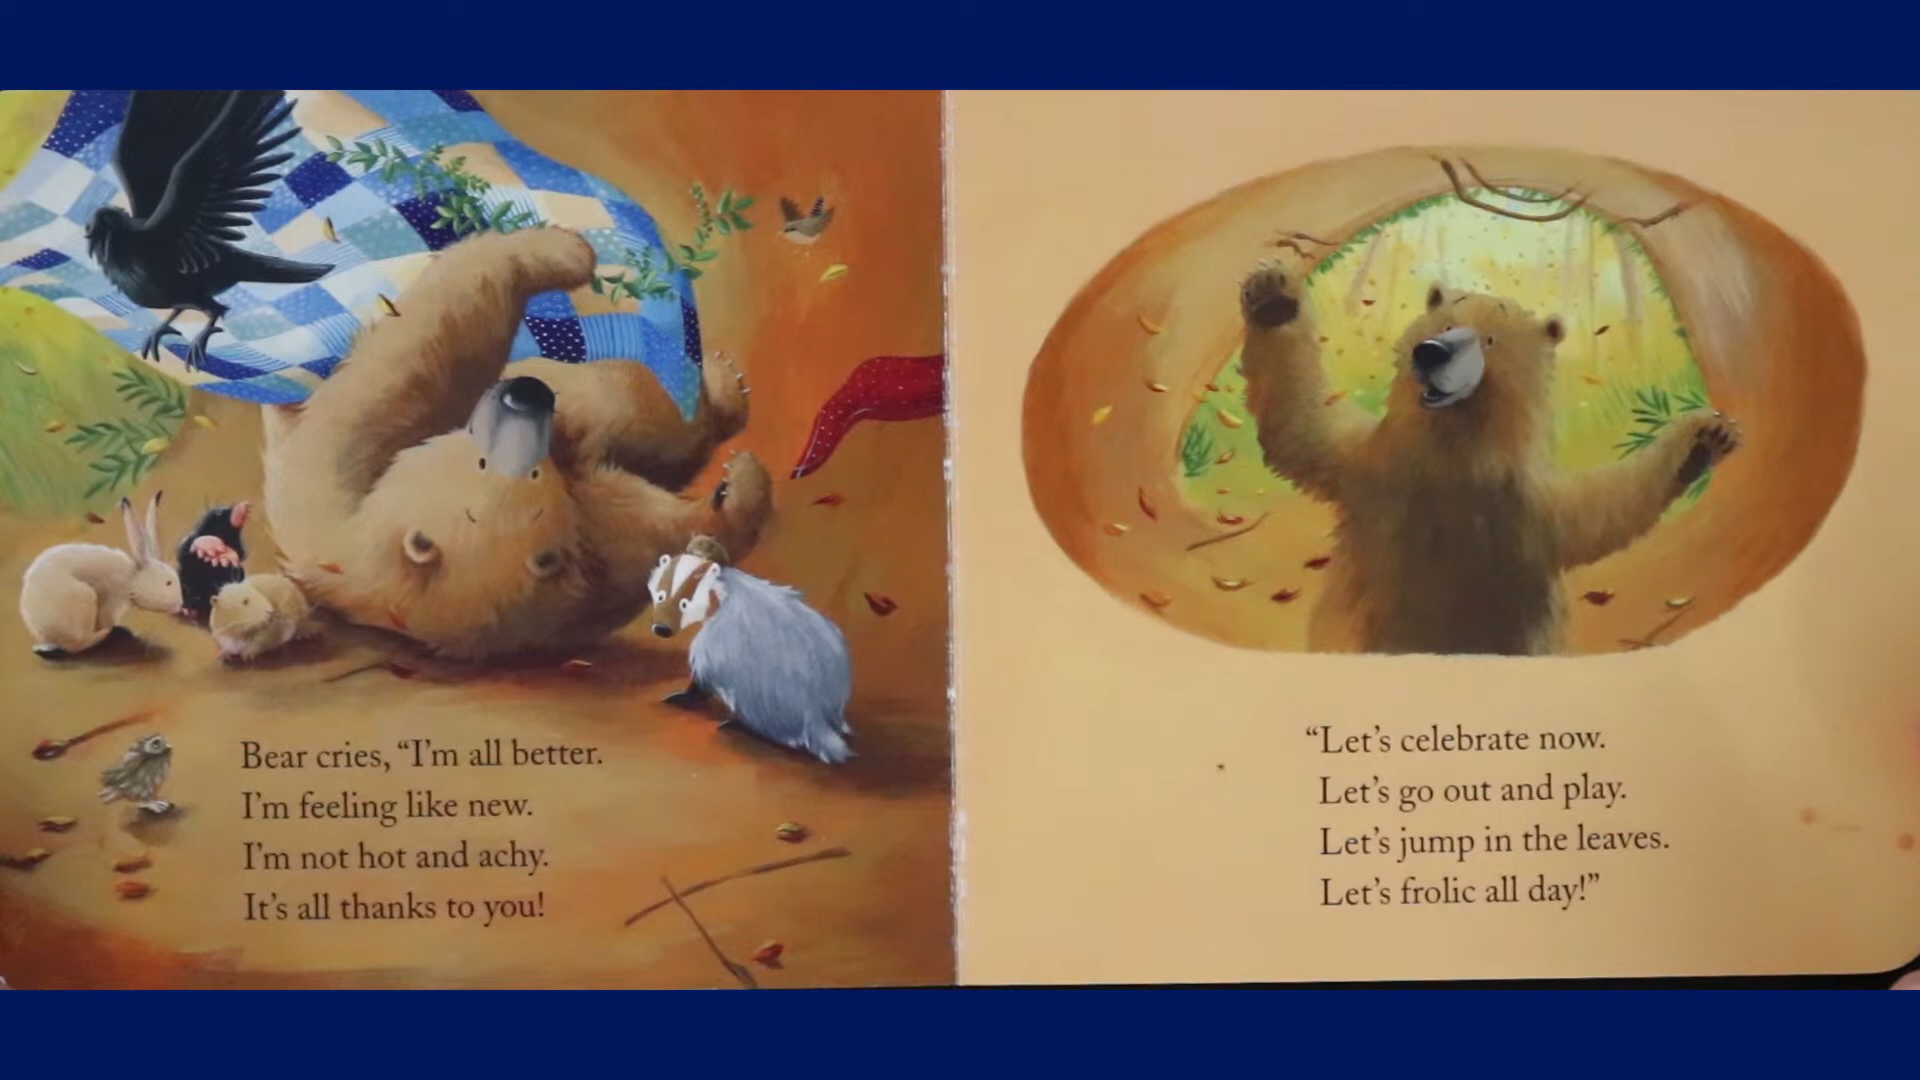 Bear cries, “I’m all better.
I’m feeling like new.
I’m not hot and achy.
It’s all thanks to you!
“Let’s celebrate now.
Let’s go out and play.
Let’s jump in the leaves.
Let’s frolic all day!”